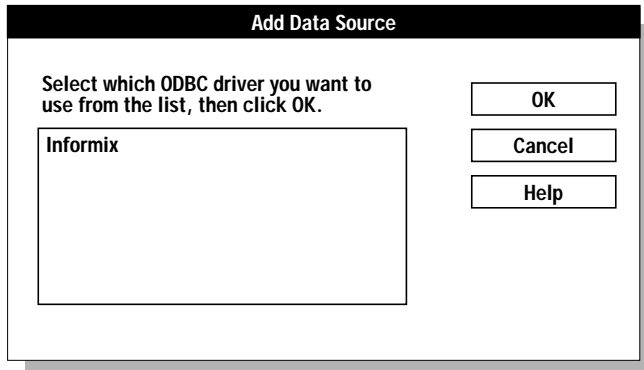 Add Data Source
Select which ODBC driver you want to
use from the list, then click OK.
Informix
OK
Cancel
Help